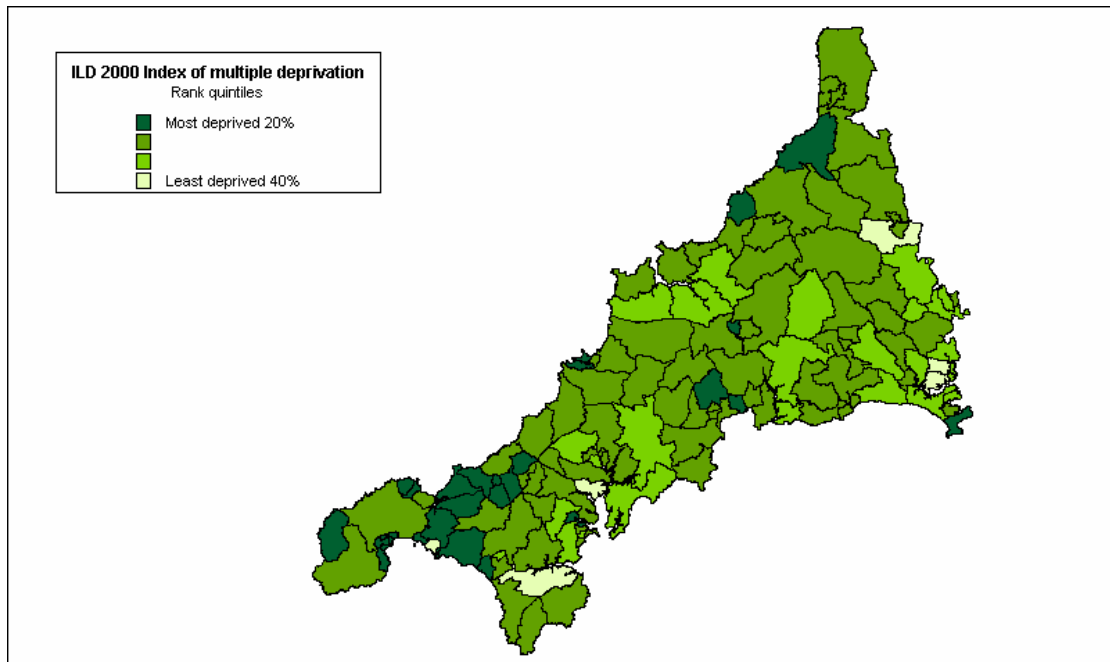 ILD 2000 Index of multiple deprivation
Rank quintiles
Most deprived 20%
Least deprived 40%